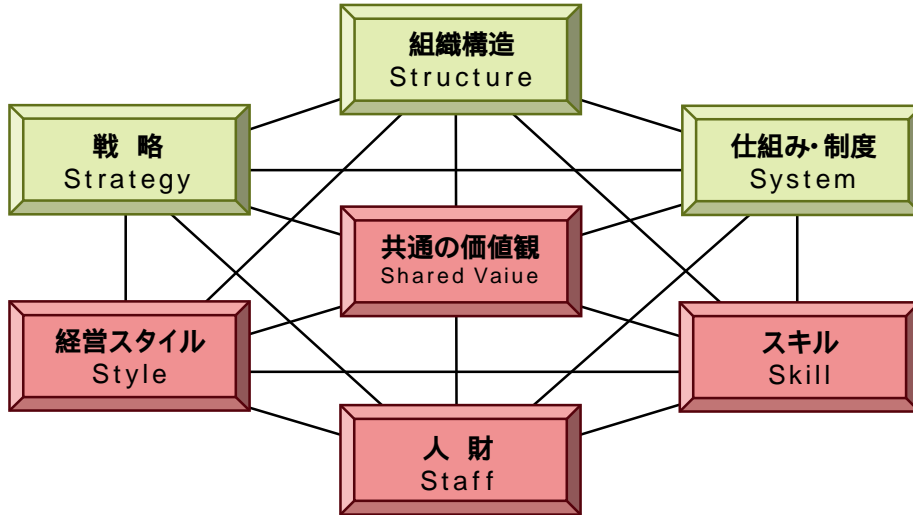 組織構造
Structure
戦 略
Strategy
仕組み・制度
System
共通の価値観
Shared Vaiue
経営スタイル
Style
スキル
Skill
人 財
Staff